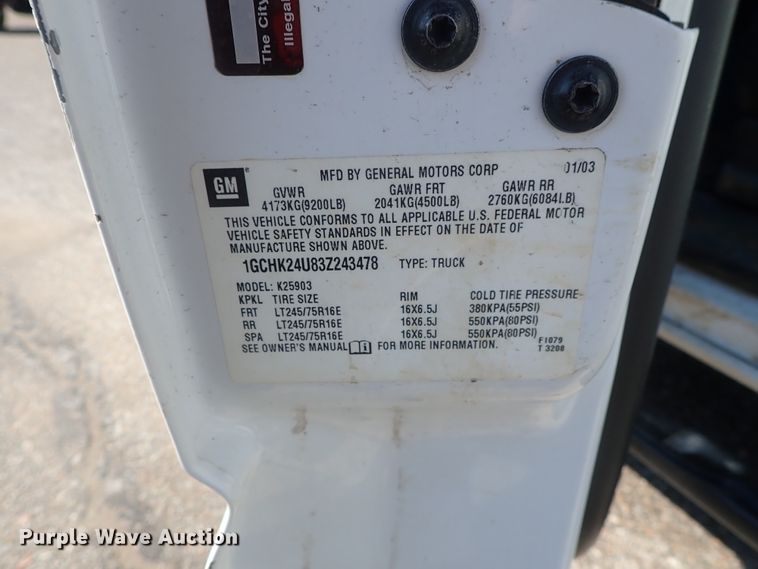 The City
Illegal
GM
MFD BY GENERAL MOTORS CORP 01/03
GVWR GAWR FRT GAWR RR
4173KG(9200LB) 2041KG(4500LB) 2760KG(6084LB)
THIS VEHICLE CONFORMS TO ALL APPLICABLE U.S. FEDERAL MOTOR
VEHICLE SAFETY STANDARDS IN EFFECT ON THE DATE OF
MANUFACTURE SHOWN ABOVE.
1GCHK24U83Z243478 TYPE: TRUCK
MODEL: K25903
KPKL TIRE SIZE RIM COLD TIRE PRESSURE
FRT LT245/75R16E 16X6.5J 380KPA(55PSI)
RR LT245/75R16E 16X6.5J 550KPA(80PSI)
SPA LT245/75R16E 16X6.5J 550KPA(80PSI)
SEE OWNER'S MANUAL FOR MORE INFORMATION.
F1079
T 3208
Purple Wave Auction®